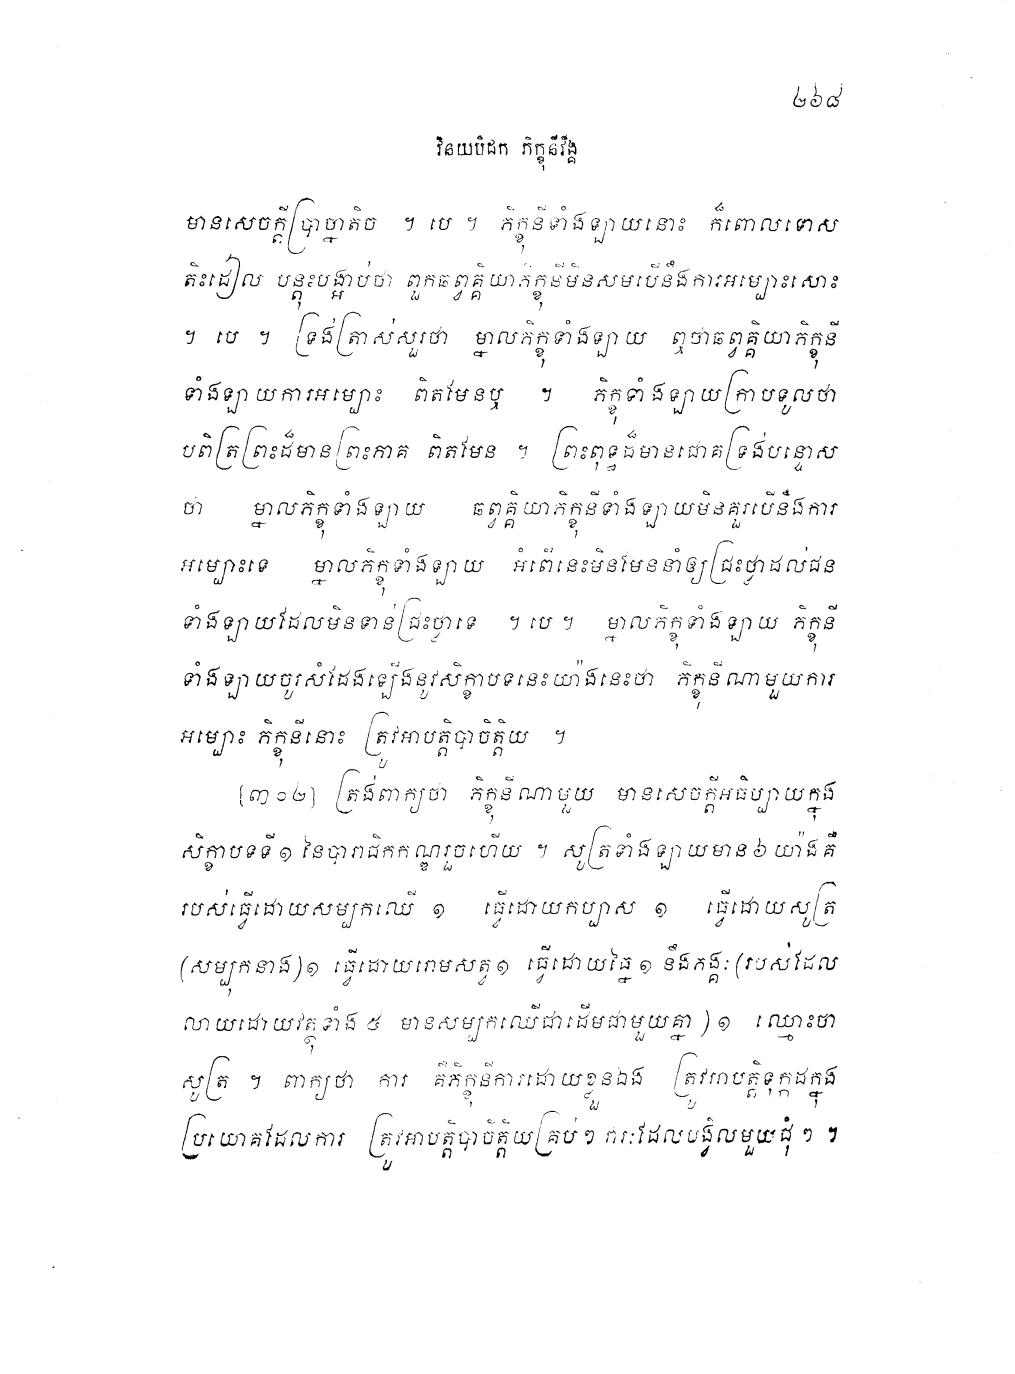 ២៦៨
វិនយបិដក ភិក្ខុនីវិភង្គ
មានសេចក្តីប្រាថ្នាតិច ។ បេ ។ ភិក្ខុនីទាំងឡាយនោះ ក៏ពោលទោស
តិះដៀល បន្តុះបង្អាប់ថា ពួកឆព្វគ្គិយាភិក្ខុនីមិនសមបើនឹងការអម្បោះសោះ
។ បេ ។ ទ្រង់ត្រាស់សួរថា ម្នាលភិក្ខុទាំងឡាយ ឮថាឆព្វគ្គិយាភិក្ខុនី
ទាំងឡាយការអម្បោះ ពិតមែនឬ ។ ភិក្ខុទាំងឡាយក្រាបទូលថា
បពិត្រព្រះដ៏មានព្រះភាគ ពិតមែន ។ ព្រះពុទ្ធដ៏មានជោគទ្រង់បន្ទោស
ថា ម្នាលភិក្ខុទាំងឡាយ ឆព្វគ្គិយាភិក្ខុនីទាំងឡាយមិនគួរបើនឹងការ
អម្បោះទេ ម្នាលភិក្ខុទាំងឡាយ អំពើនេះមិនមែននាំឲ្យជ្រះថ្លាដល់ជន
ទាំងឡាយដែលមិនទាន់ជ្រះថ្លាទេ ។ បេ ។ ម្នាលភិក្ខុទាំងឡាយ ភិក្ខុនី
ទាំងឡាយចូរសំដែងឡើងនូវសិក្ខាបទនេះយ៉ាងនេះថា ភិក្ខុនីណាមួយការ
អម្បោះ ភិក្ខុនីនោះ ត្រូវអាបត្តិបាចិត្តិយ ។
[៣០៤] ត្រង់ពាក្យថា ភិក្ខុនីណាមួយ មានសេចក្តីអធិប្បាយក្នុង
សិក្ខាបទទី១ នៃបារាជិកកណ្ឌរួចហើយ ។ សូត្រទាំងឡាយមាន៦យ៉ាងគឺ
របស់ធ្វើដោយសម្បកឈើ ១ ធ្វើដោយកប្បាស ១ ធ្វើដោយសូត្រ
(សម្បុកនាង)១ ធ្វើដោយរោមសត្វ១ ធ្វើដោយធ្មៃ១ នឹងភង្គៈ(របស់ដែល
លាយដោយវត្ថុទាំង ៥ មានសម្បកឈើជាដើមជាមួយគ្នា )១ ឈ្មោះថា
សូត្រ ។ ពាក្យថា ការ គឺភិក្ខុនីការដោយខ្លួនឯង ត្រូវអាបត្តិទុក្កដក្នុង
ប្រយោគដែលការ ត្រូវអាបត្តិបាចិត្តិយគ្រប់ៗ ការៈដែលបង្វិលមួយជុំៗ ។